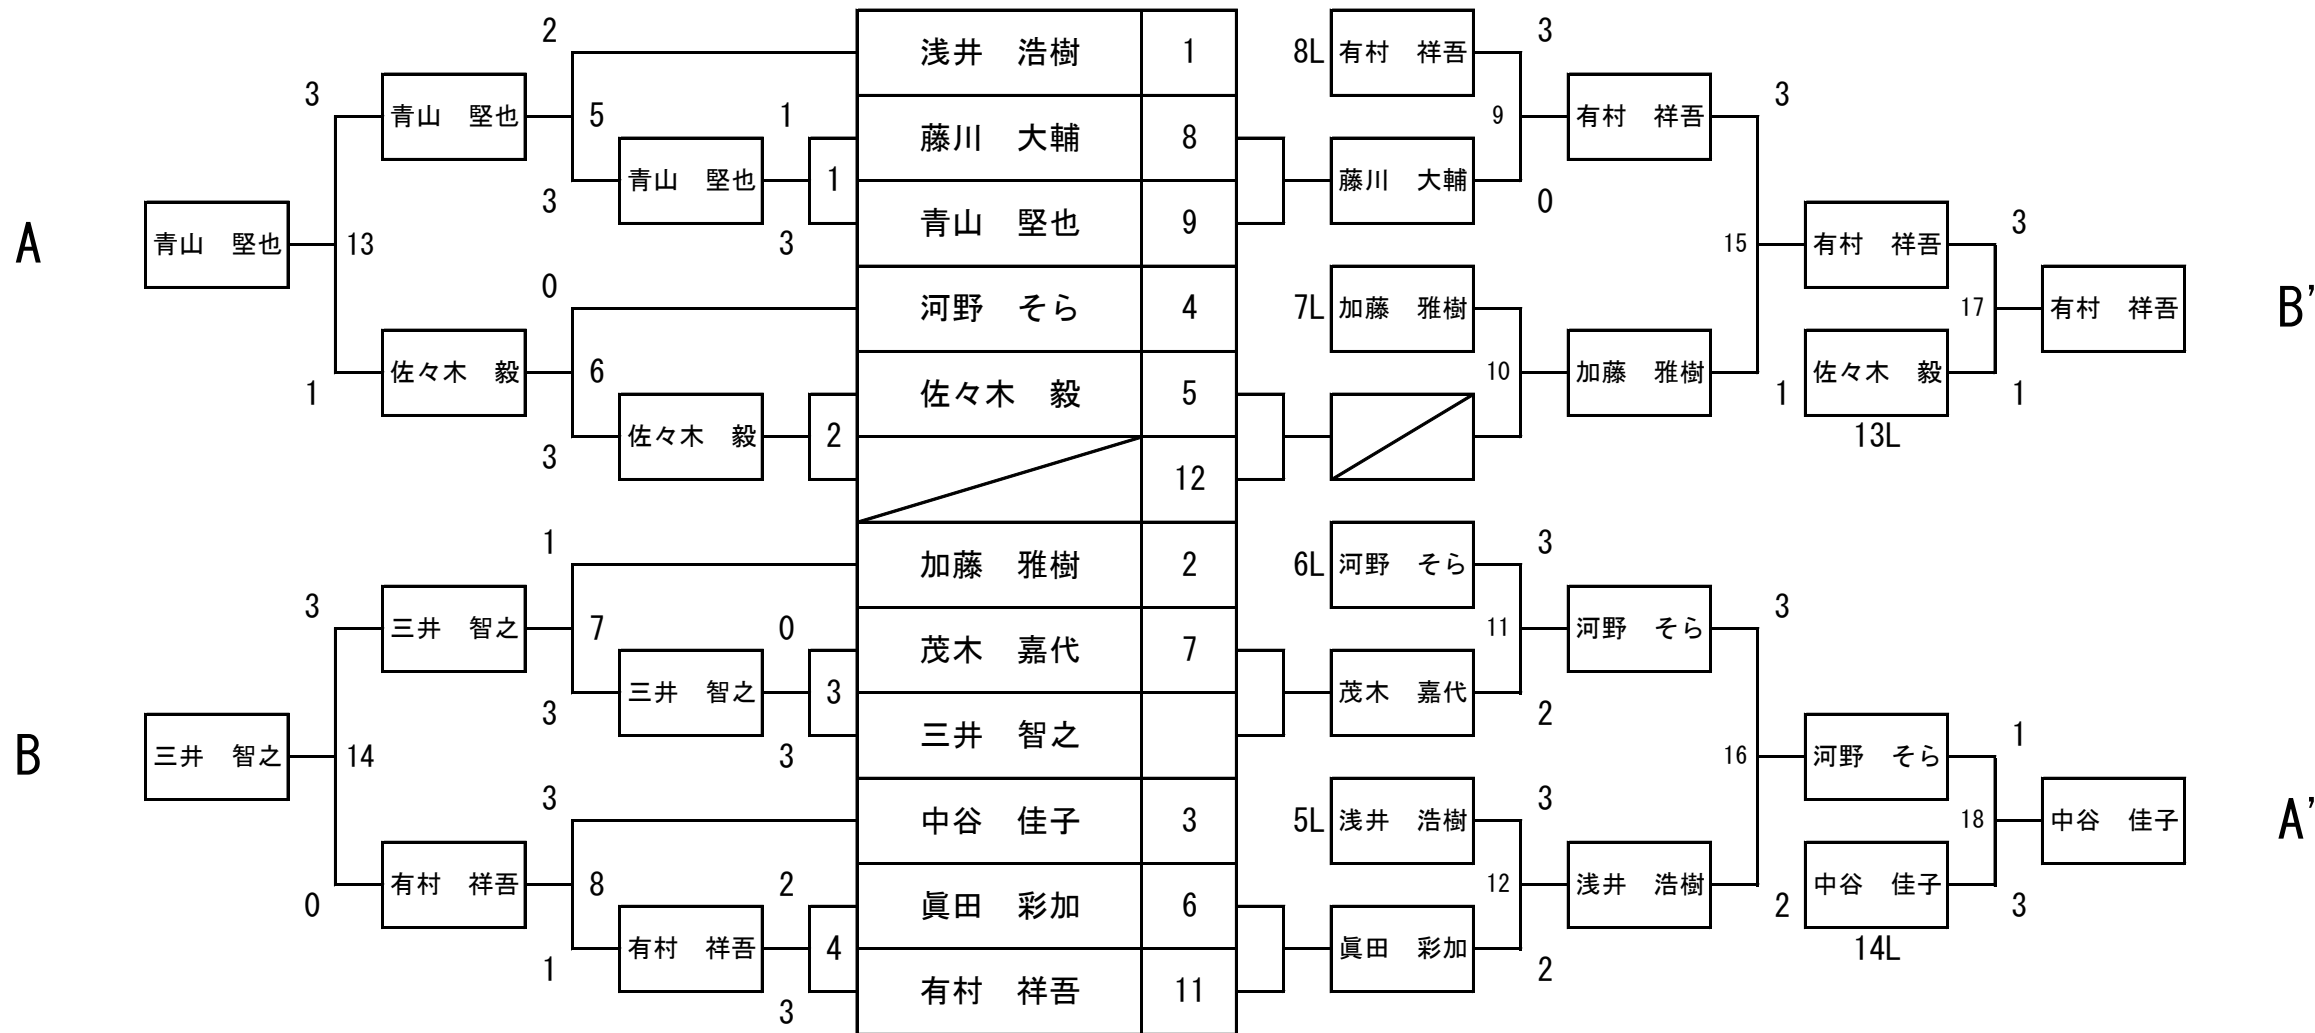 2 浅井　浩樹 1 8L 有村　祥吾 3
3 青山　堅也 5 1 藤川　大輔 8 9 有村　祥吾 3
青山　堅也 1 藤川　大輔
3 3 青山　堅也 9 0
A 青山　堅也 13 15 有村　祥吾 3
0 河野　そら 4 7L 加藤　雅樹 17 有村　祥吾 B'
1 佐々木　毅 6 佐々木　毅 5 10 加藤　雅樹 1 佐々木　毅 1
3 佐々木　毅 2 13L
12
1 加藤　雅樹 2 6L 河野　そら 3
3 三井　智之 7 0 茂木　嘉代 7 11 河野　そら 3
三井　智之 3 茂木　嘉代
3 3 三井　智之 2
B 三井　智之 14 16 河野　そら 1
3 中谷　佳子 3 5L 浅井　浩樹 3 18 中谷　佳子 A'
0 有村　祥吾 8 2 眞田　彩加 6 12 浅井　浩樹 2 中谷　佳子 3
1 有村　祥吾 4 眞田　彩加 2 14L
3 有村　祥吾 11